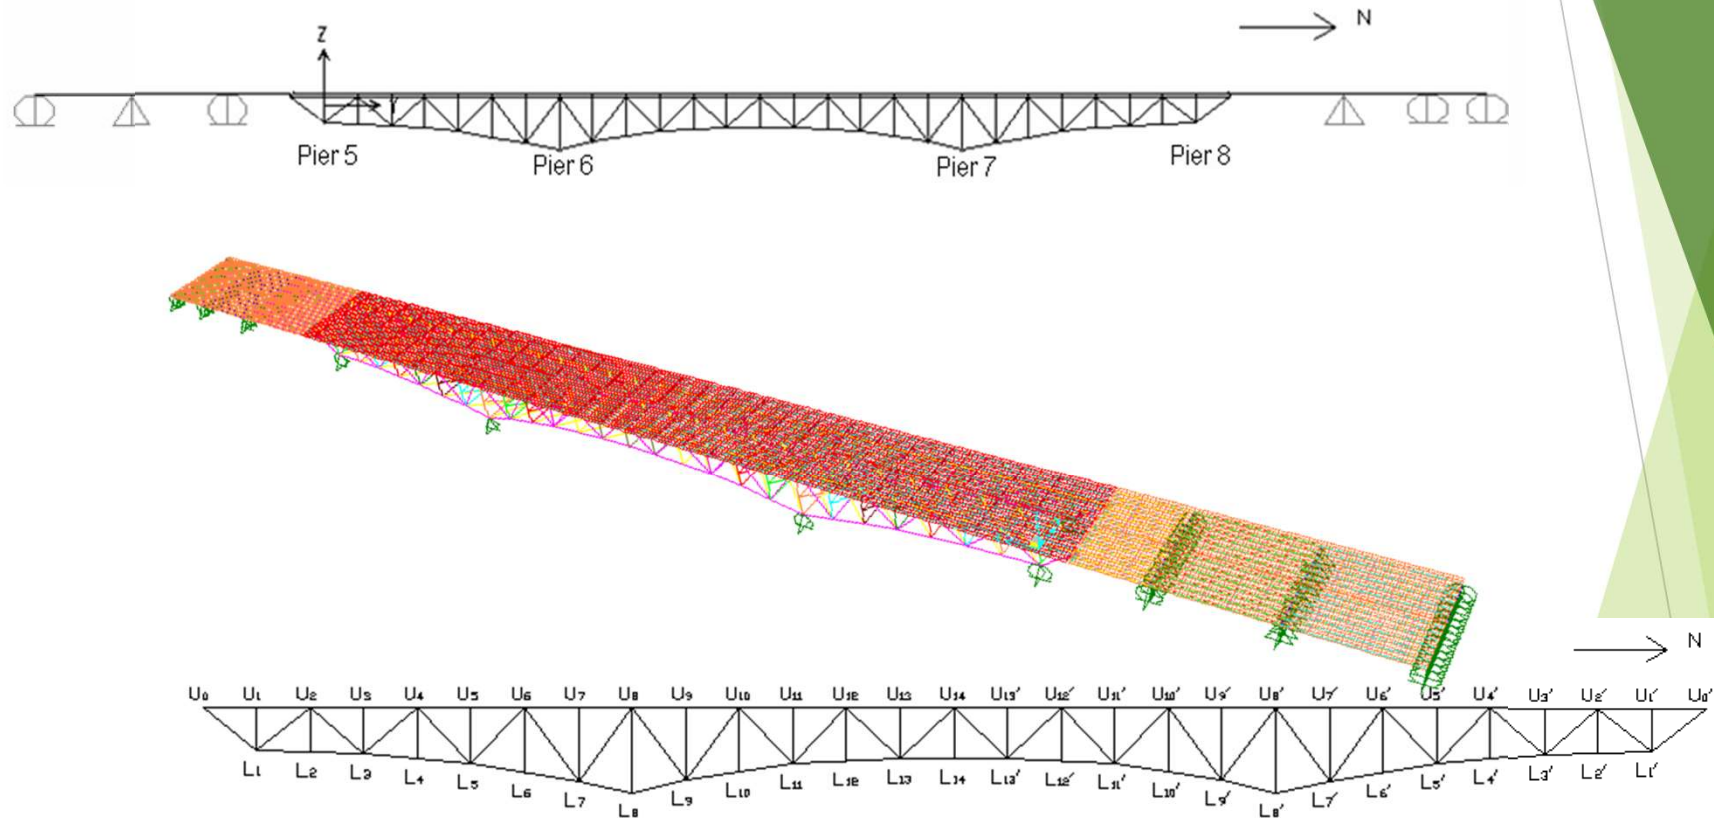 N
Z
Y
Pier 5
Pier 6
Pier 7
Pier 8
N
U₀ U₁ U₂ U₃ U₄ U₅ U₆ U₇ U₈ U₉ U₁₀ U₁₁ U₁₂ U₁₃ U₁₄ U₁₃′ U₁₂′ U₁₁′ U₁₀′ U₉′ U₈′ U₇′ U₆′ U₅′ U₄′ U₃′ U₂′ U₁′ U₀′
L₁ L₂ L₃ L₄ L₅ L₆ L₇ L₈ L₉ L₁₀ L₁₁ L₁₂ L₁₃ L₁₄ L₁₃′ L₁₂′ L₁₁′ L₁₀′ L₉′ L₈′ L₇′ L₆′ L₅′ L₄′ L₃′ L₂′ L₁′